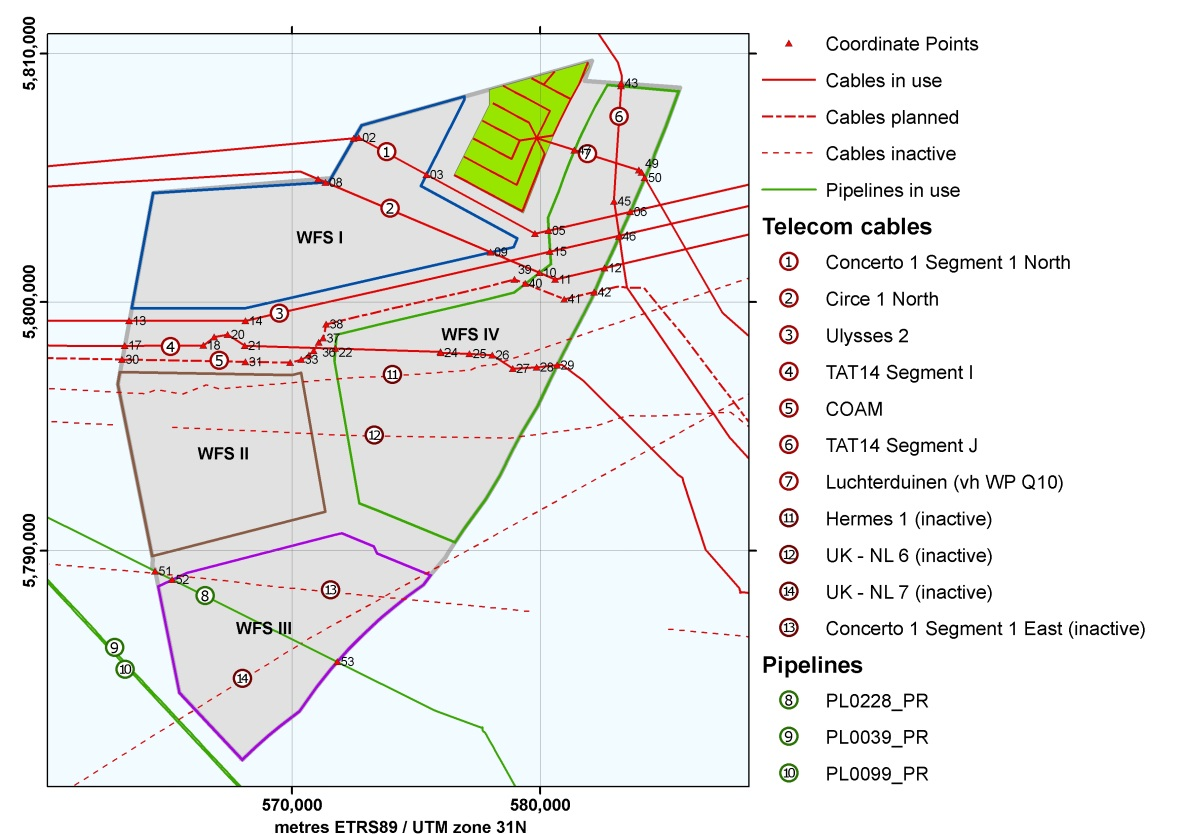 5,810,000
5,800,000
5,790,000
570,000
580,000
metres ETRS89 / UTM zone 31N
43
6
02
1
47
7
49
50
03
08
2
45
06
05
46
WFS I
09
15
39
10
11
12
40
41
42
3
13
14
38
WFS IV
20
37
17
4
18
21
36
22
24
25
26
30
5
31
33
27
28
29
11
12
WFS II
51
52
8
13
WFS III
9
10
14
53
Coordinate Points
Cables in use
Cables planned
Cables inactive
Pipelines in use
Telecom cables
1 Concerto 1 Segment 1 North
2 Circe 1 North
3 Ulysses 2
4 TAT14 Segment I
5 COAM
6 TAT14 Segment J
7 Luchterduinen (vh WP Q10)
11 Hermes 1 (inactive)
12 UK - NL 6 (inactive)
14 UK - NL 7 (inactive)
13 Concerto 1 Segment 1 East (inactive)
Pipelines
8 PL0228_PR
9 PL0039_PR
10 PL0099_PR